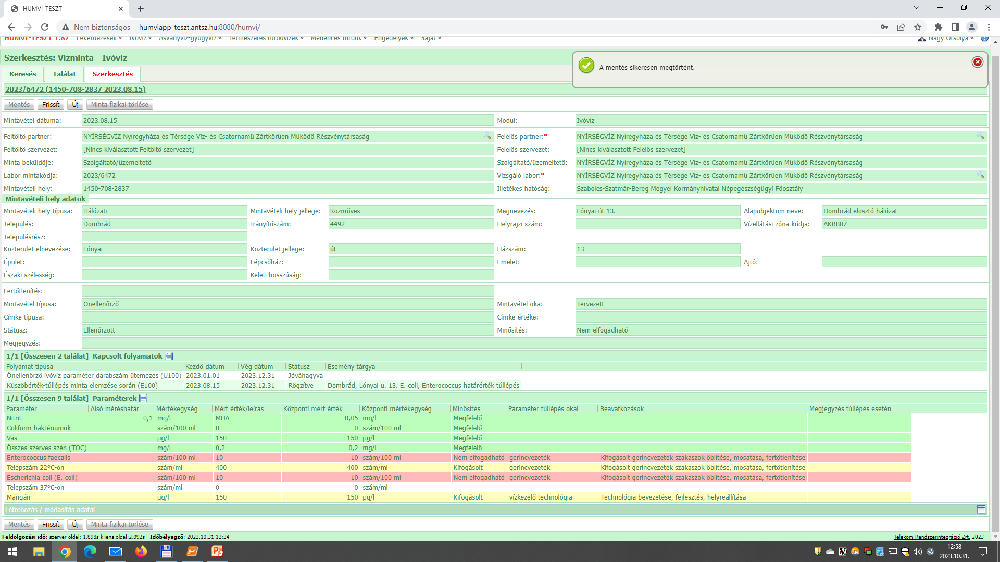 HUMVI-TESZT
Nem biztonságos humviapp-teszt.antsz.hu:8080/humvi/
HUMVI-TESZT 1.87 Lekérdezések Ivóvíz Ásványvíz-gyógyvíz Természetes fürdővizek Medencés fürdők Engedélyek Saját Nagy Orsolya
Szerkesztés: Vízminta - Ivóvíz
A mentés sikeresen megtörtént.
Keresés Találat Szerkesztés
2023/6472 (1450-708-2837 2023.08.15)
Mentés Frissít Új Minta fizikai törlése
Mintavétel dátuma: 2023.08.15 Modul: Ivóvíz
Feltöltő partner: NYÍRSÉGVÍZ Nyíregyháza és Térsége Víz- és Csatornamű Zártkörűen Működő Részvénytársaság Felelős partner:* NYÍRSÉGVÍZ Nyíregyháza és Térsége Víz- és Csatornamű Zártkörűen Működő Részvénytársaság
Feltöltő szervezet: [Nincs kiválasztott Feltöltő szervezet] Felelős szervezet: [Nincs kiválasztott Felelős szervezet]
Minta beküldője: Szolgáltató/üzemeltető Szolgáltató/üzemeltető: NYÍRSÉGVÍZ Nyíregyháza és Térsége Víz- és Csatornamű Zártkörűen Működő Részvénytársaság
Labor mintakódja: 2023/6472 Vizsgáló labor:* NYÍRSÉGVÍZ Nyíregyháza és Térsége Víz- és Csatornamű Zártkörűen Működő Részvénytársaság
Mintavételi hely: 1450-708-2837 Illetékes hatóság: Szabolcs-Szatmár-Bereg Megyei Kormányhivatal Népegészségügyi Főosztály
Mintavételi hely adatok
Mintavételi hely típusa: Hálózati Mintavételi hely jellege: Közműves Megnevezés: Lónyai út 13. Alapobjektum neve: Dombrád elosztó hálózat
Település: Dombrád Irányítószám: 4492 Helyrajzi szám: Vízellátási zóna kódja: AKR807
Településrész:
Közterület elnevezése: Lónyai Közterület jellege: út Házszám: 13
Épület: Lépcsőház: Emelet: Ajtó:
Északi szélesség: Keleti hosszúság:
Fertőtlenítés:
Mintavétel típusa: Önellenőrző Mintavétel oka: Tervezett
Címke típusa: Címke értéke:
Státusz: Ellenőrzött Minősítés: Nem elfogadható
Megjegyzés:
1/1 [Összesen 2 találat] Kapcsolt folyamatok
Folyamat típusa Kezdő dátum Vég dátum Státusz Esemény tárgya
Önellenőrző ivóvíz paraméter darabszám ütemezés (U100) 2023.01.01 2023.12.31 Jóváhagyva
Küszöbérték-túllépés minta elemzése során (E100) 2023.08.15 2023.12.31 Rögzítve Dombrád, Lónyai u. 13. E. coli, Enterococcus határérték túllépés
1/1 [Összesen 9 találat] Paraméterek
Paraméter Alsó méréshatár Mértékegység Mért érték/leírás Központi mért érték Központi mértékegység Minősítés Paraméter túllépés okai Beavatkozások Megjegyzés túllépés esetén
Nitrit 0,1 mg/l MHA 0,05 mg/l Megfelelő
Coliform baktériumok szám/100 ml 0 0 szám/100 ml Megfelelő
Vas µg/l 150 150 µg/l Megfelelő
Összes szerves szén (TOC) mg/l 0,2 0,2 mg/l Megfelelő
Enterococcus faecalis szám/100 ml 10 10 szám/100 ml Nem elfogadható gerincvezeték Kifogásolt gerincvezeték szakaszok öblítése, mosatása, fertőtlenítése
Telepszám 22°C-on szám/ml 400 400 szám/ml Kifogásolt gerincvezeték Kifogásolt gerincvezeték szakaszok öblítése, mosatása, fertőtlenítése
Escherichia coli (E. coli) szám/100 ml 10 10 szám/100 ml Nem elfogadható gerincvezeték Kifogásolt gerincvezeték szakaszok öblítése, mosatása, fertőtlenítése
Telepszám 37°C-on szám/ml 0 0 szám/ml
Mangán µg/l 150 150 µg/l Kifogásolt vízkezelő technológia Technológia bevezetése, fejlesztés, helyreállítása
Létrehozás / módosítás adatai
Mentés Frissít Új Minta fizikai törlése
Feldolgozási idő: szerver oldal: 1,898s kliens oldal:2,092s Időbélyegző: 2023.10.31 12:34 Telekom Rendszerintegráció Zrt. 2023
12:58
2023.10.31.